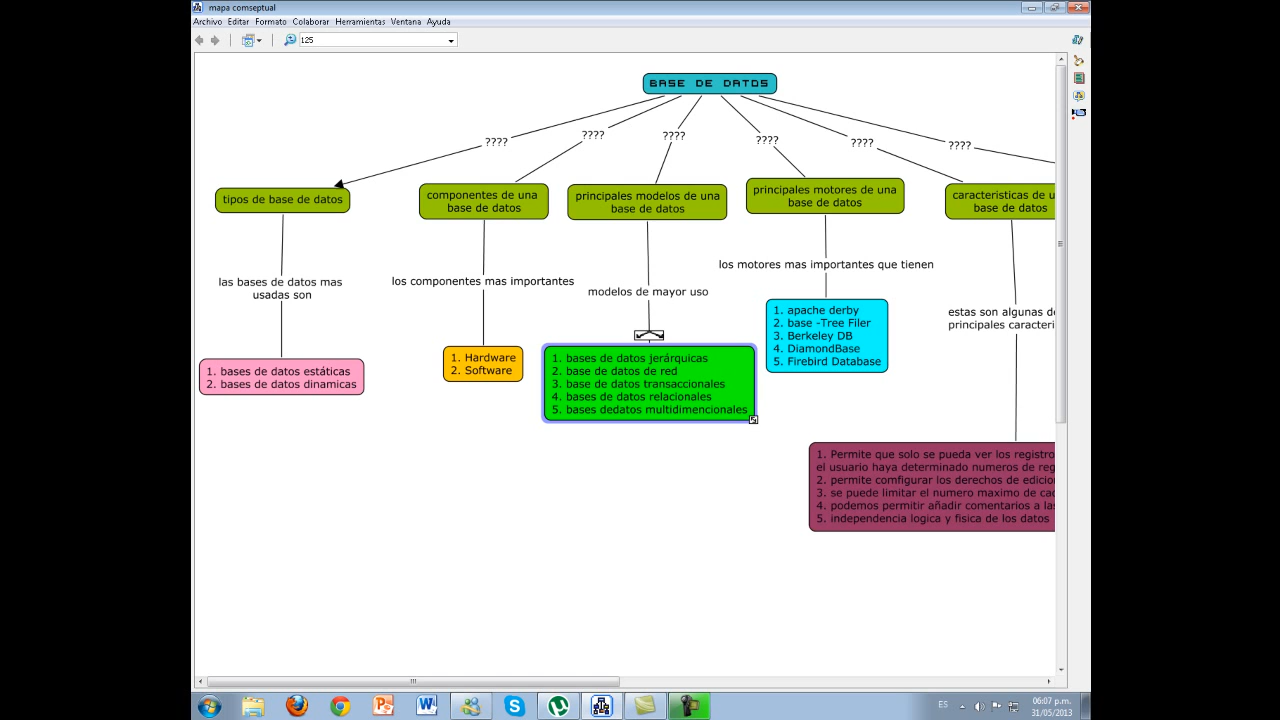 mapa comseptual
Archivo Editar Formato Colaborar Herramientas Ventana Ayuda
125
BASE DE DATOS
????
????
????
????
????
????
tipos de base de datos
componentes de una
base de datos
principales modelos de una
base de datos
principales motores de una
base de datos
caracteristicas de u
base de datos
las bases de datos mas
usadas son
los componentes mas importantes
modelos de mayor uso
los motores mas importantes que tienen
estas son algunas de
principales caracteri
1. bases de datos estáticas
2. bases de datos dinamicas
1. Hardware
2. Software
1. bases de datos jerárquicas
2. base de datos de red
3. base de datos transaccionales
4. bases de datos relacionales
5. bases dedatos multidimencionales
1. apache derby
2. base -Tree Filer
3. Berkeley DB
4. DiamondBase
5. Firebird Database
1. Permite que solo se pueda ver los registro
el usuario haya determinado numeros de reg
2. permite comfigurar los derechos de edicio
3. se puede limitar el numero maximo de cad
4. podemos permitir añadir comentarios a las
5. independencia logica y fisica de los datos
ES
06:07 p.m.
31/05/2013